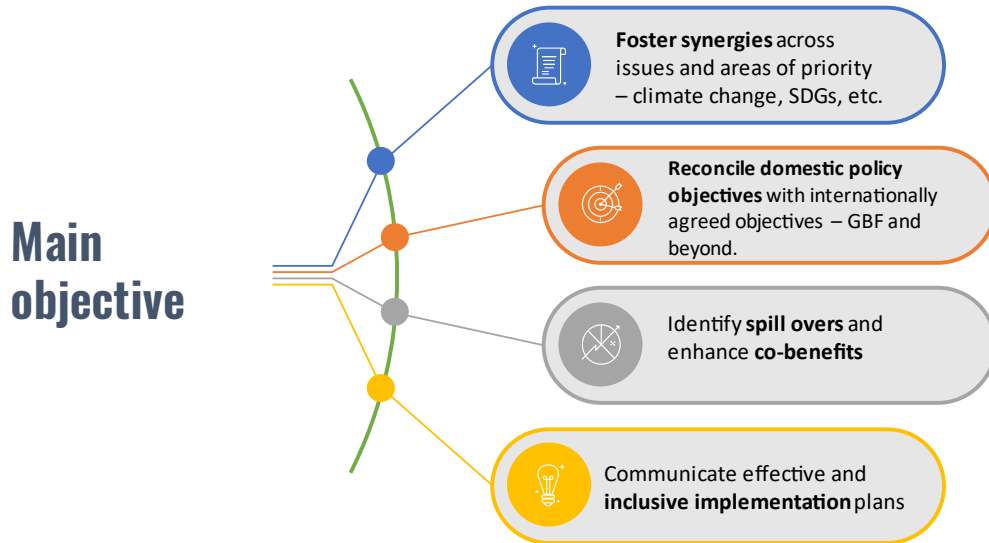 Main
objective
Foster synergies across
issues and areas of priority
– climate change, SDGs, etc.
Reconcile domestic policy
objectives with internationally
agreed objectives – GBF and
beyond.
Identify spill overs and
enhance co-benefits
Communicate effective and
inclusive implementation plans